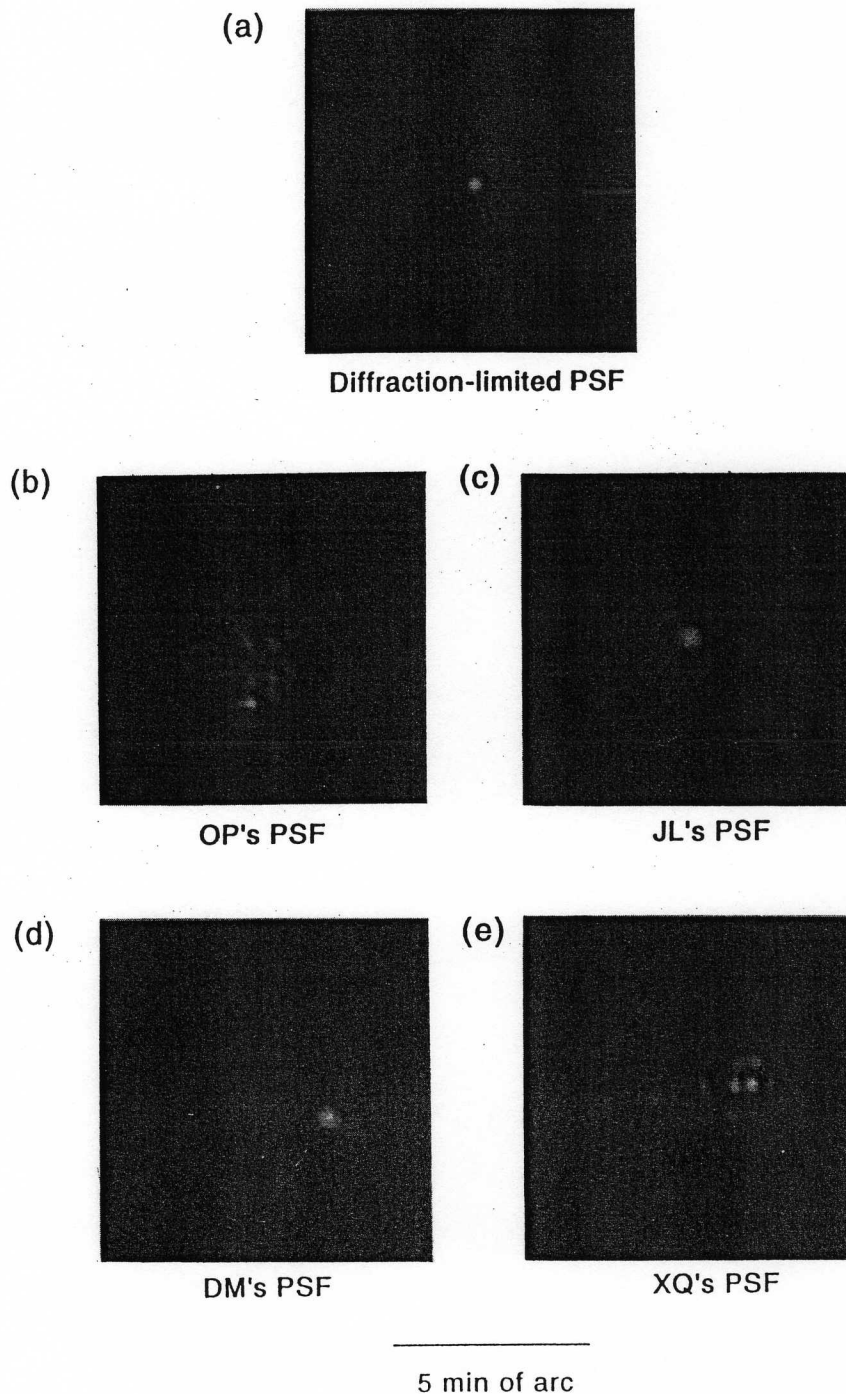 (a)
Diffraction-limited PSF
(b)
(c)
OP's PSF
JL's PSF
(d)
(e)
DM's PSF
XQ's PSF
5 min of arc